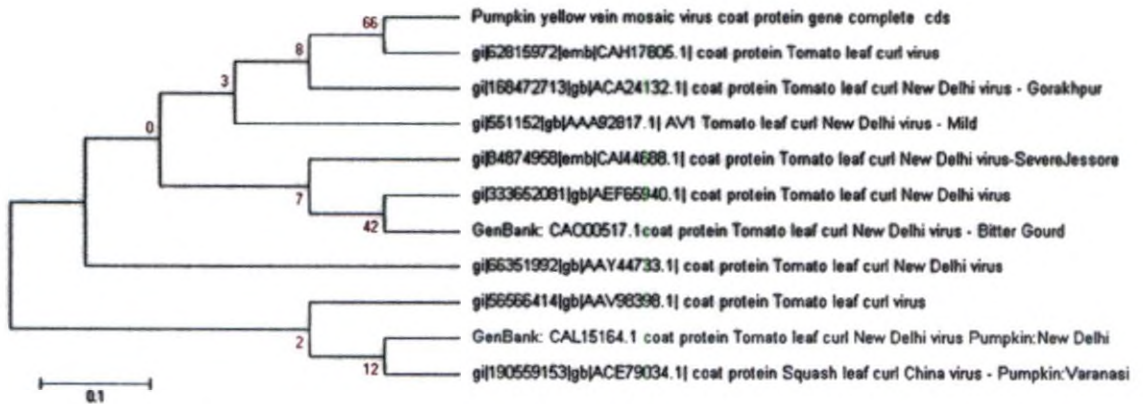 66
Pumpkin yellow vein mosaic virus coat protein gene complete cds
8
gi|62815972|emb|CAH17805.1| coat protein Tomato leaf curl virus
3
gi|168472713|gb|ACA24132.1| coat protein Tomato leaf curl New Delhi virus - Gorakhpur
0
gi|551152|gb|AAA92817.1| AV1 Tomato leaf curl New Delhi virus - Mild
gi|84874958|emb|CAI44688.1| coat protein Tomato leaf curl New Delhi virus-SevereJessore
7
gi|333652081|gb|AEF65940.1| coat protein Tomato leaf curl New Delhi virus
42
GenBank: CAO00517.1coat protein Tomato leaf curl New Delhi virus - Bitter Gourd
gi|66351992|gb|AAY44733.1| coat protein Tomato leaf curl New Delhi virus
gi|56566414|gb|AAV98398.1| coat protein Tomato leaf curl virus
2
GenBank: CAL15164.1 coat protein Tomato leaf curl New Delhi virus Pumpkin:New Delhi
12
gi|190559153|gb|ACE79034.1| coat protein Squash leaf curl China virus - Pumpkin:Varanasi
0.1